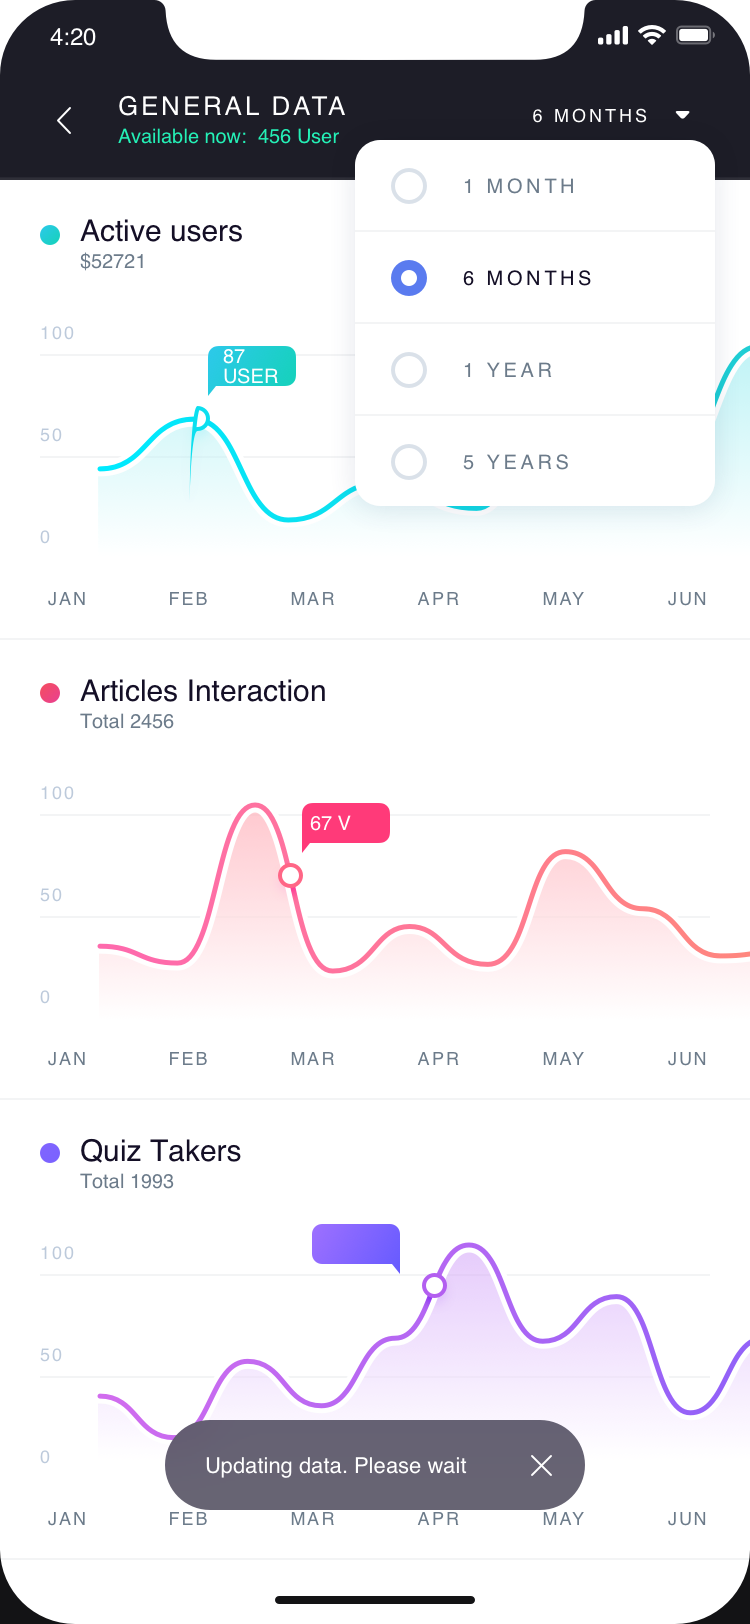 4:20
GENERAL DATA
Available now: 456 User
6 MONTHS
1 MONTH
6 MONTHS
1 YEAR
5 YEARS
Active users
$52721
100
87
USER
50
0
JAN FEB MAR APR MAY JUN
Articles Interaction
Total 2456
100
67 V
50
0
JAN FEB MAR APR MAY JUN
Quiz Takers
Total 1993
100
50
0
Updating data. Please wait
JAN FEB MAR APR MAY JUN